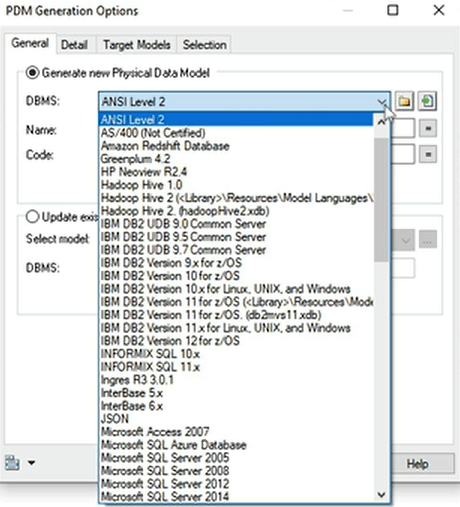 PDM Generation Options
General Detail Target Models Selection
Generate new Physical Data Model
DBMS: ANSI Level 2
Name: =
Code: =
ANSI Level 2
AS/400 (Not Certified)
Amazon Redshift Database
Greenplum 4.2
HP Neoview R2.4
Hadoop Hive 1.0
Hadoop Hive 2 (<Library>\Resources\Model Languages\
Hadoop Hive 2. (hadoopHive2.xdb)
IBM DB2 UDB 9.0 Common Server
IBM DB2 UDB 9.5 Common Server
IBM DB2 UDB 9.7 Common Server
IBM DB2 Version 9.x for z/OS
IBM DB2 Version 10 for z/OS
IBM DB2 Version 10.x for Linux, UNIX, and Windows
IBM DB2 Version 11 for z/OS (<Library>\Resources\Mode
IBM DB2 Version 11 for z/OS. (db2mvs11.xdb)
IBM DB2 Version 11.x for Linux, UNIX, and Windows
IBM DB2 Version 12 for z/OS
INFORMIX SQL 10.x
INFORMIX SQL 11.x
Ingres R3 3.0.1
InterBase 5.x
InterBase 6.x
JSON
Microsoft Access 2007
Microsoft SQL Azure Database
Microsoft SQL Server 2005
Microsoft SQL Server 2008
Microsoft SQL Server 2012
Microsoft SQL Server 2014
Update exis
Select model: ...
DBMS:
Help